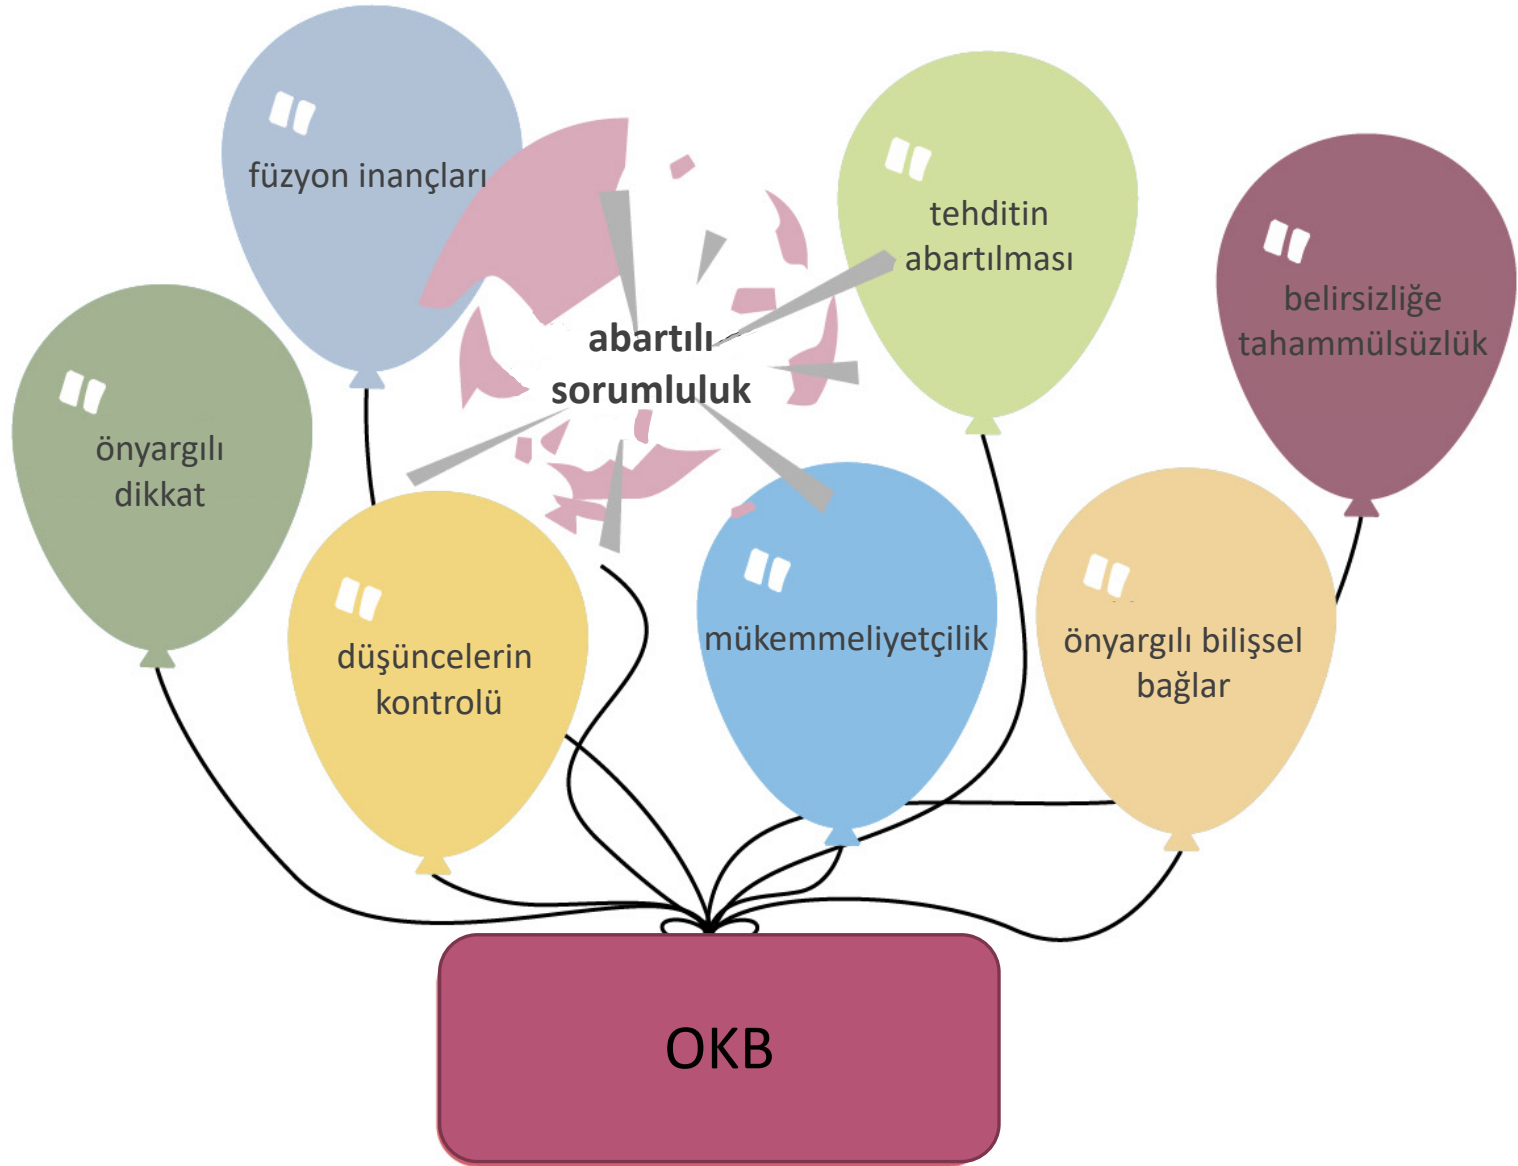 füzyon inançları
tehditin
abartılması
belirsizliğe
tahammülsüzlük
abartılı
sorumluluk
önyargılı
dikkat
düşüncelerin
kontrolü
mükemmeliyetçilik
önyargılı bilişsel
bağlar
OKB